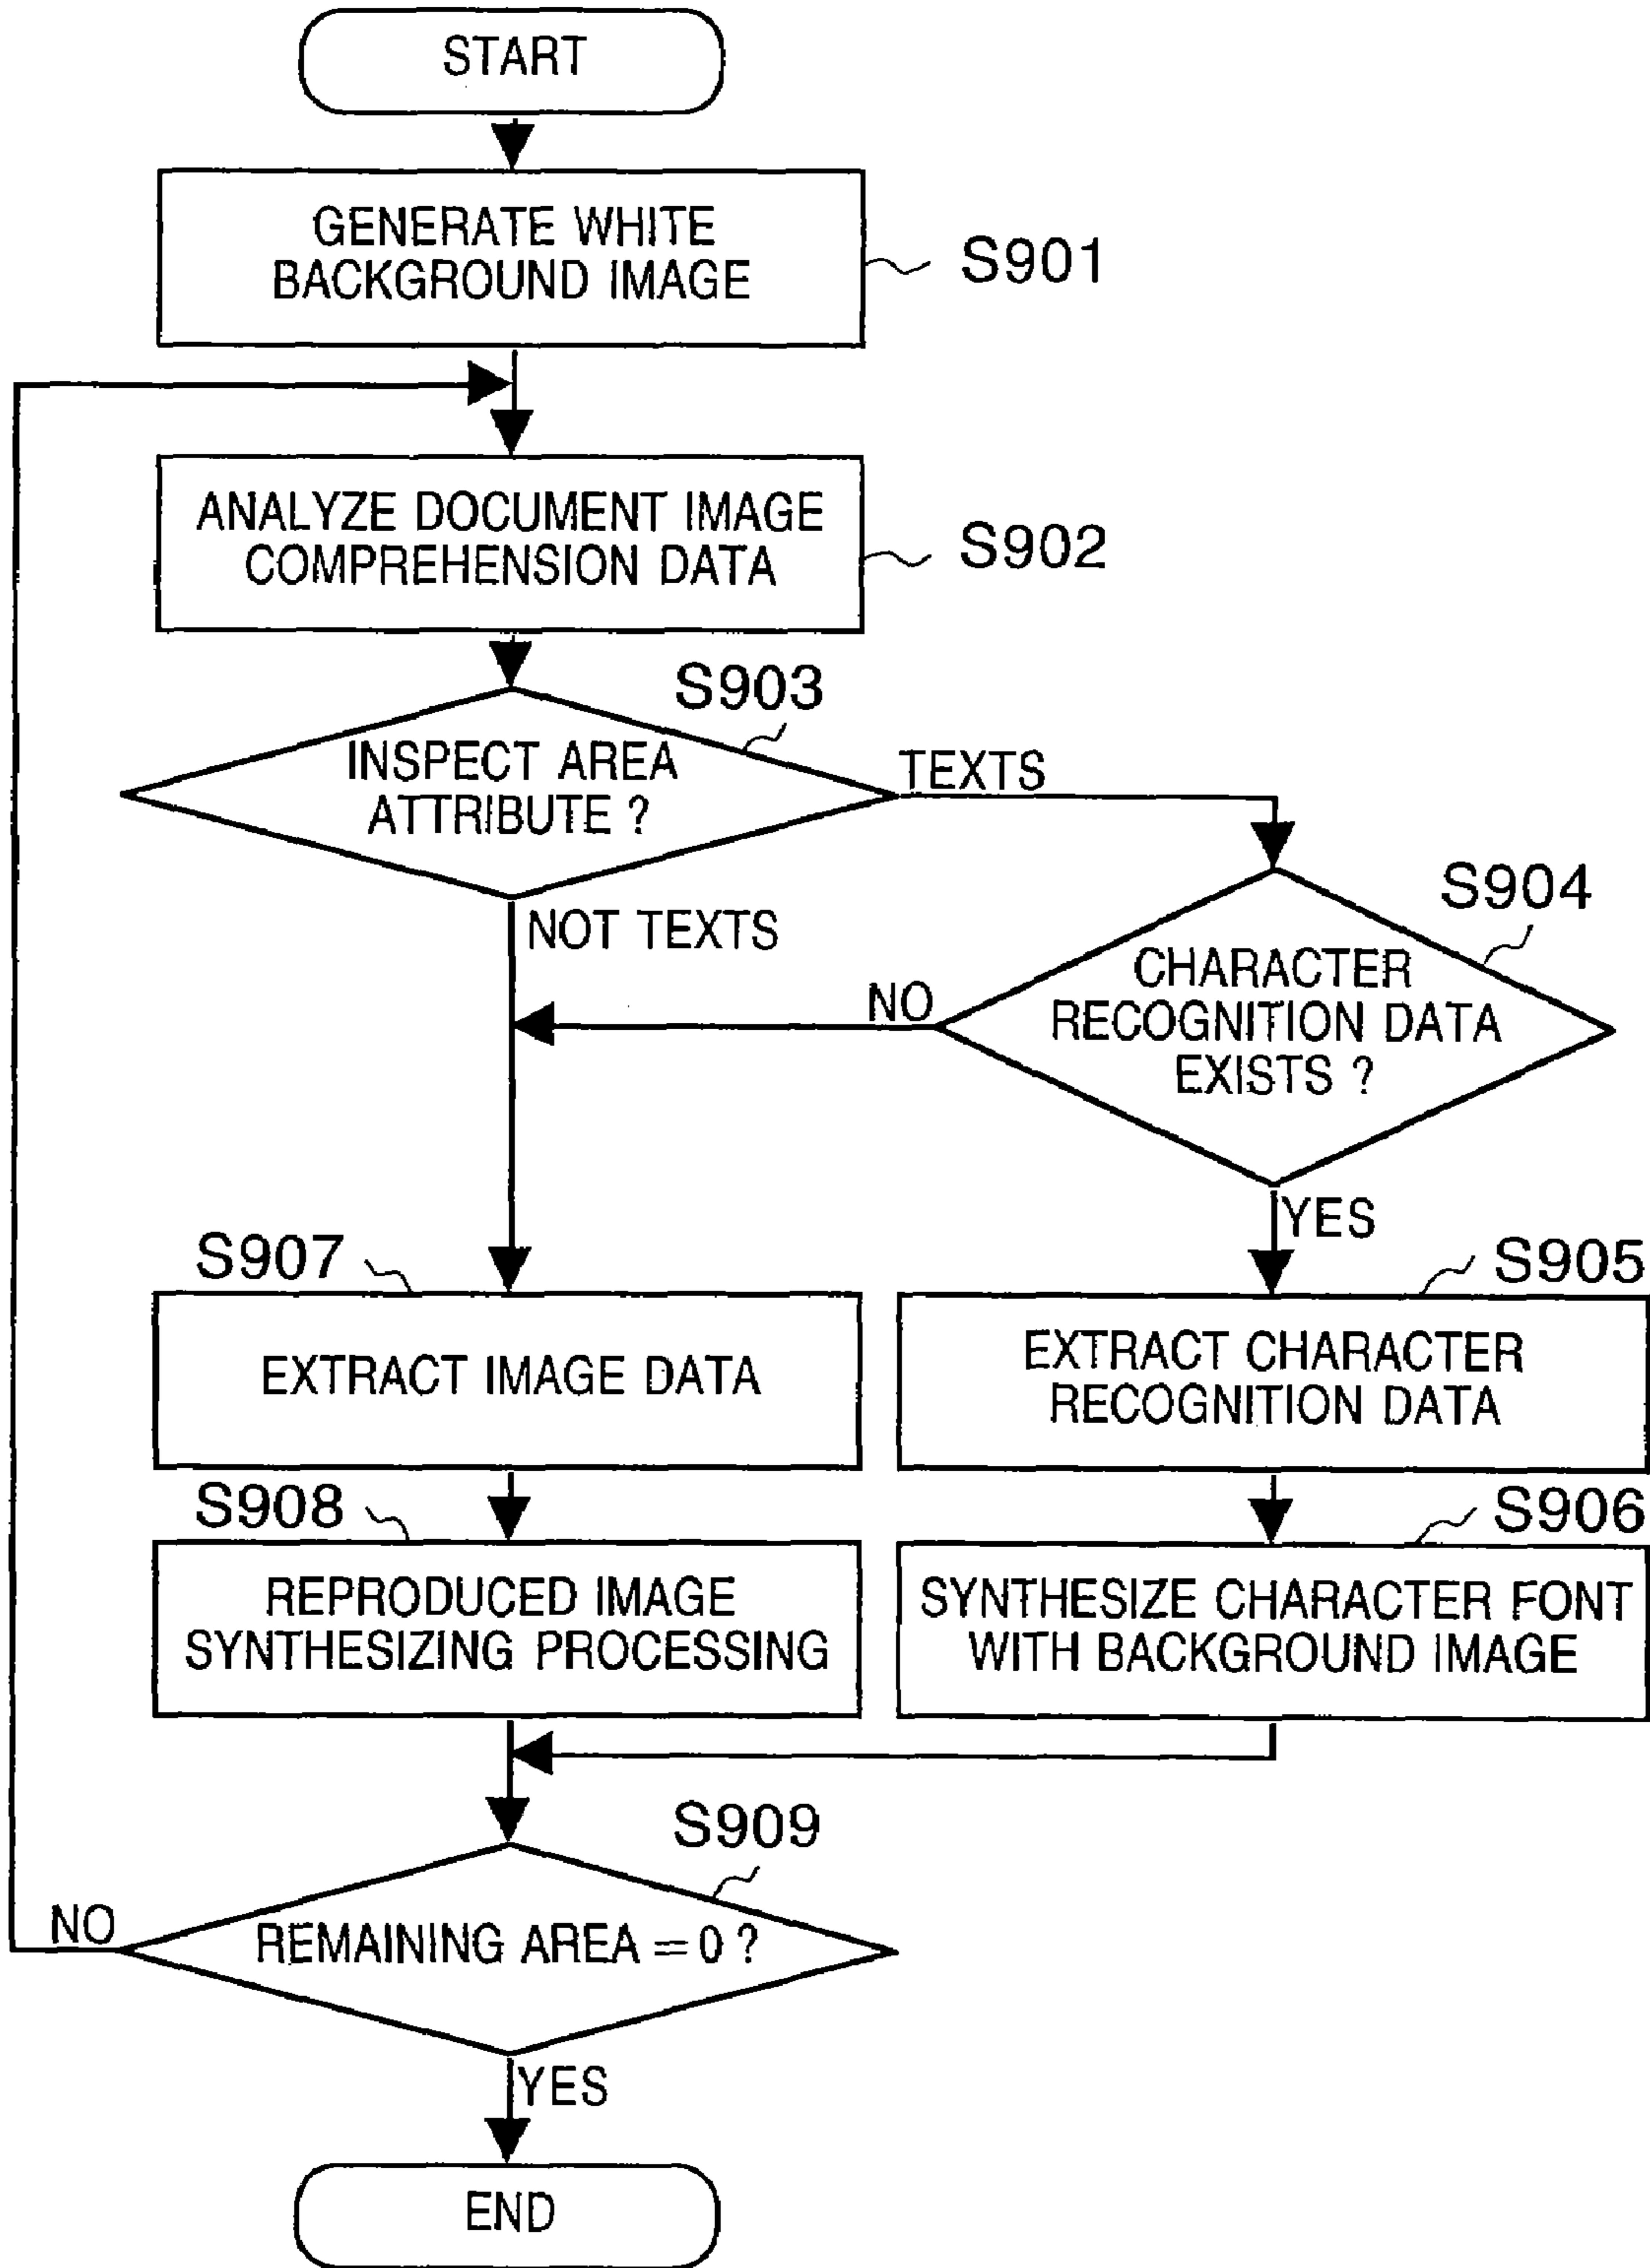 START
GENERATE WHITE
BACKGROUND IMAGE
S901
ANALYZE DOCUMENT IMAGE
COMPREHENSION DATA
S902
S903
INSPECT AREA
ATTRIBUTE ?
TEXTS
NOT TEXTS
S904
CHARACTER
RECOGNITION DATA
EXISTS ?
NO
YES
S907
EXTRACT IMAGE DATA
S905
EXTRACT CHARACTER
RECOGNITION DATA
S908
REPRODUCED IMAGE
SYNTHESIZING PROCESSING
S906
SYNTHESIZE CHARACTER FONT
WITH BACKGROUND IMAGE
S909
REMAINING AREA = 0 ?
NO
YES
END